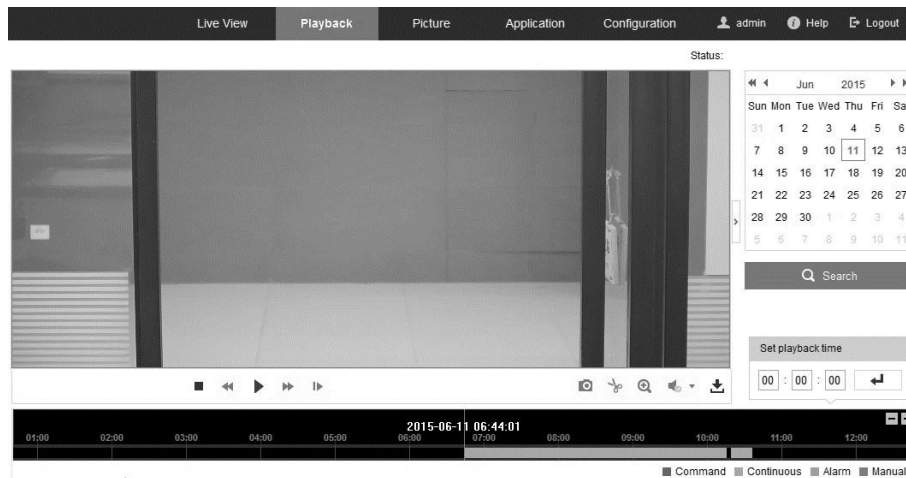 Live View Playback Picture Application Configuration admin Help Logout
Status:
Jun 2015
Sun Mon Tue Wed Thu Fri Sa
31 1 2 3 4 5 6
7 8 9 10 11 12 13
14 15 16 17 18 19 20
21 22 23 24 25 26 27
28 29 30 1 2 3 4
5 6 7 8 9 10 11
Search
Set playback time
00 : 00 : 00
2015-06-11 06:44:01
01:00 02:00 03:00 04:00 05:00 06:00 07:00 08:00 09:00 10:00 11:00 12:00
Command Continuous Alarm Manual